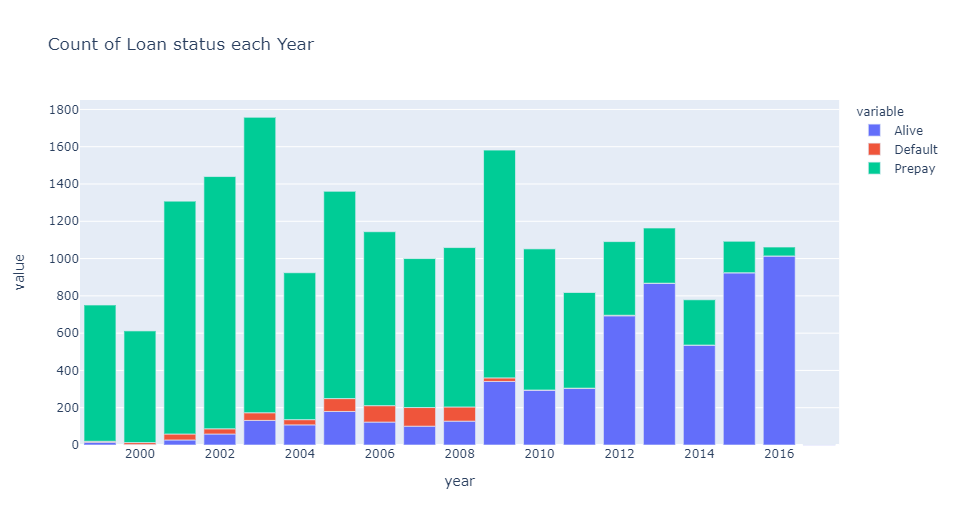 Count of Loan status each Year
1800
1600
1400
1200
1000
800
600
400
200
0
value
2000 2002 2004 2006 2008 2010 2012 2014 2016
year
variable
Alive
Default
Prepay